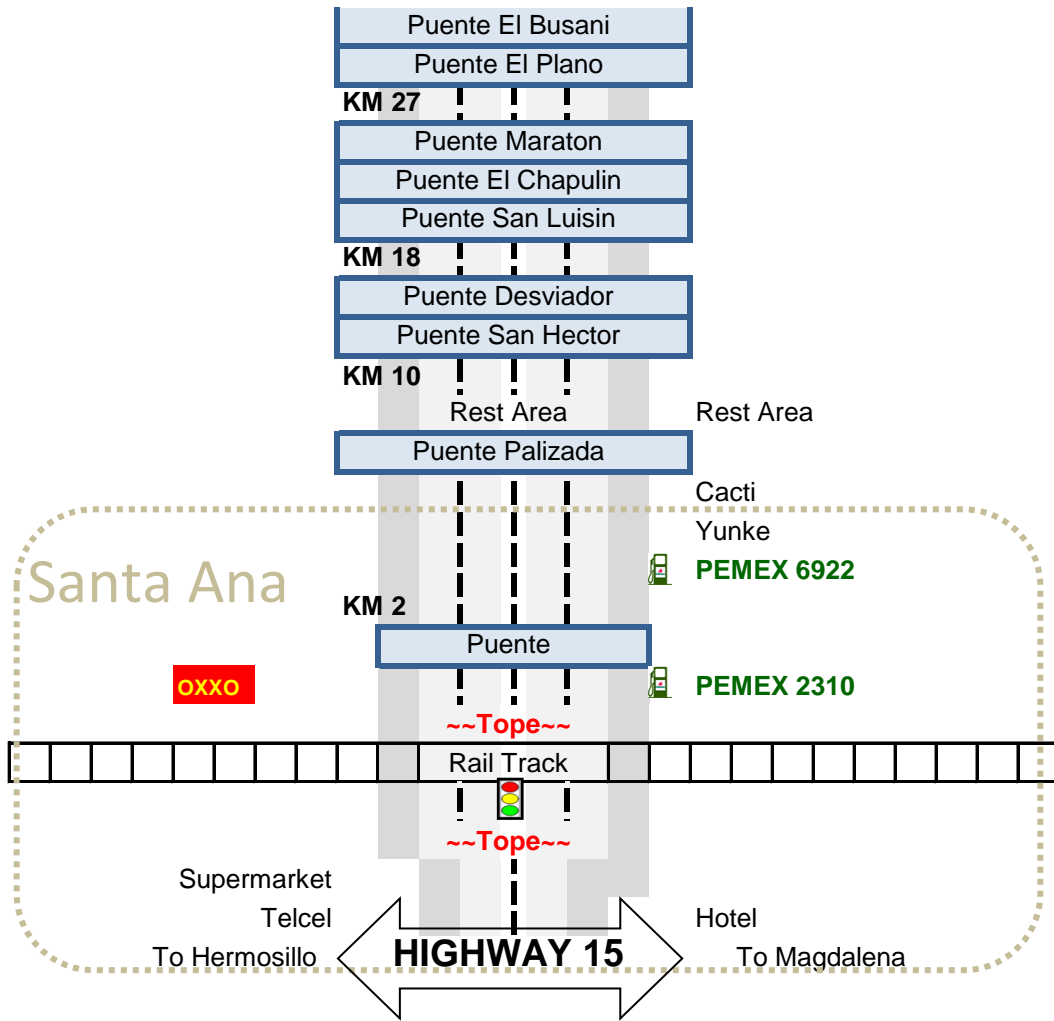 Puente El Busani
Puente El Plano
KM 27
Puente Maraton
Puente El Chapulin
Puente San Luisin
KM 18
Puente Desviador
Puente San Hector
KM 10
Rest Area Rest Area
Puente Palizada
Cacti
Yunke
Santa Ana PEMEX 6922
KM 2
Puente
OXXO PEMEX 2310
~~Tope~~
Rail Track
~~Tope~~
Supermarket
Telcel Hotel
To Hermosillo HIGHWAY 15 To Magdalena